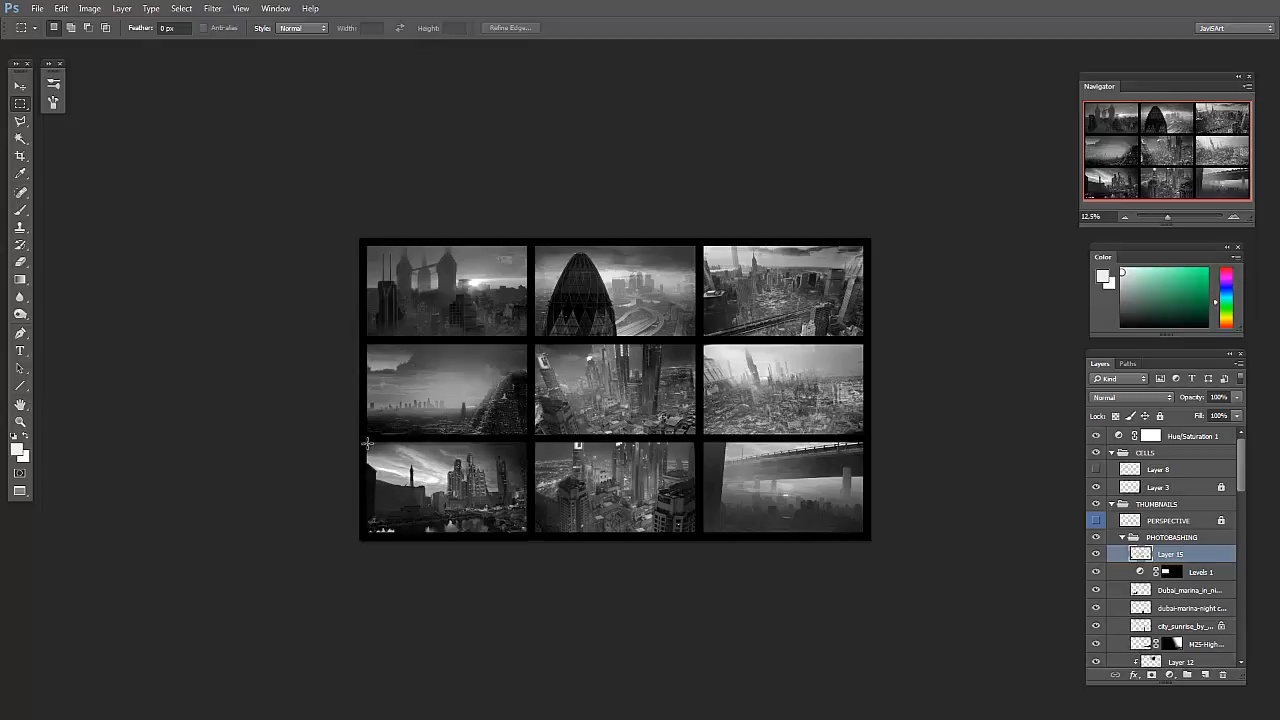 Ps File Edit Image Layer Type Select Filter View Window Help
Feather: 0 px Anti-alias Style: Normal Width: Height: Refine Edge... JaviSArt
Navigator
12.5%
Color
Layers Paths
Kind
Normal Opacity: 100%
Lock: Fill: 100%
Hue/Saturation 1
CELLS
Layer 8
Layer 3
THUMBNAILS
PERSPECTIVE
PHOTOBASHING
Layer 15
Levels 1
Dubai_marina_in_ni...
dubai-marina-night c...
city_sunrise_by_...
M25-High...
Layer 12